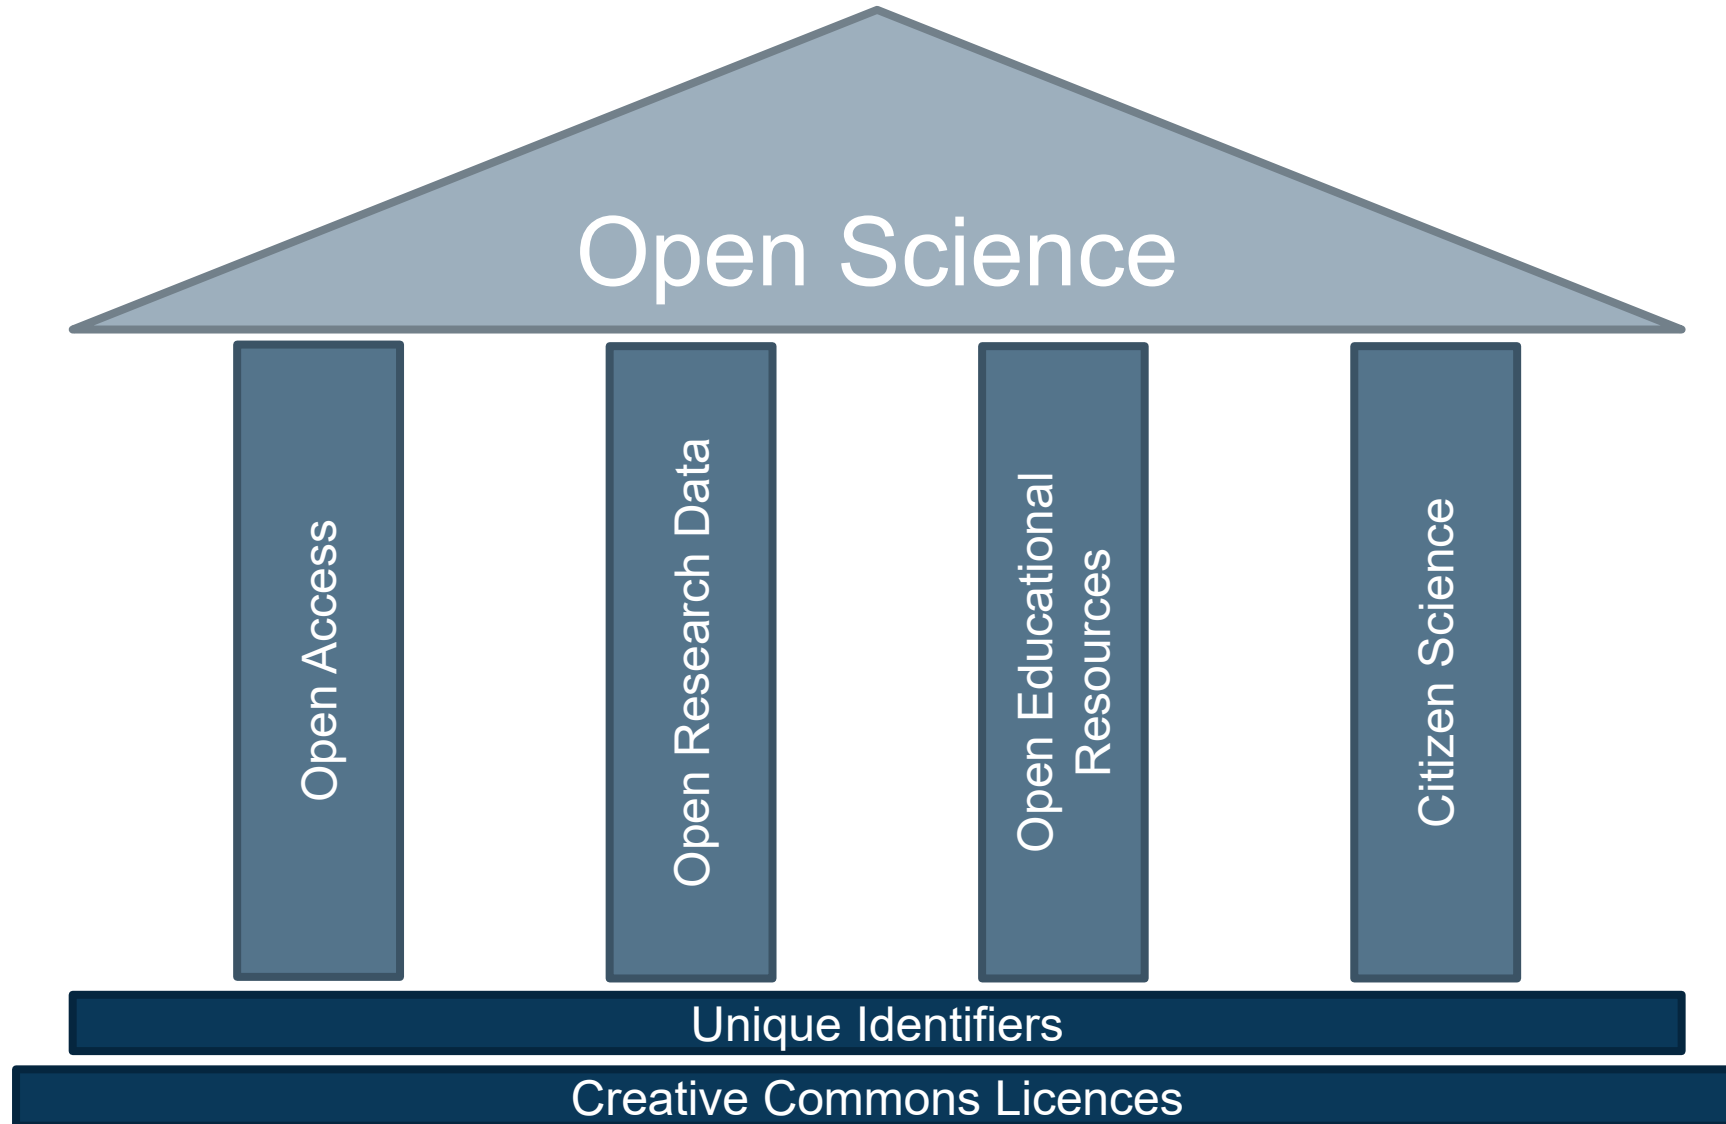 Open Science
Open Access
Open Research Data
Open Educational
Resources
Citizen Science
Unique Identifiers
Creative Commons Licences